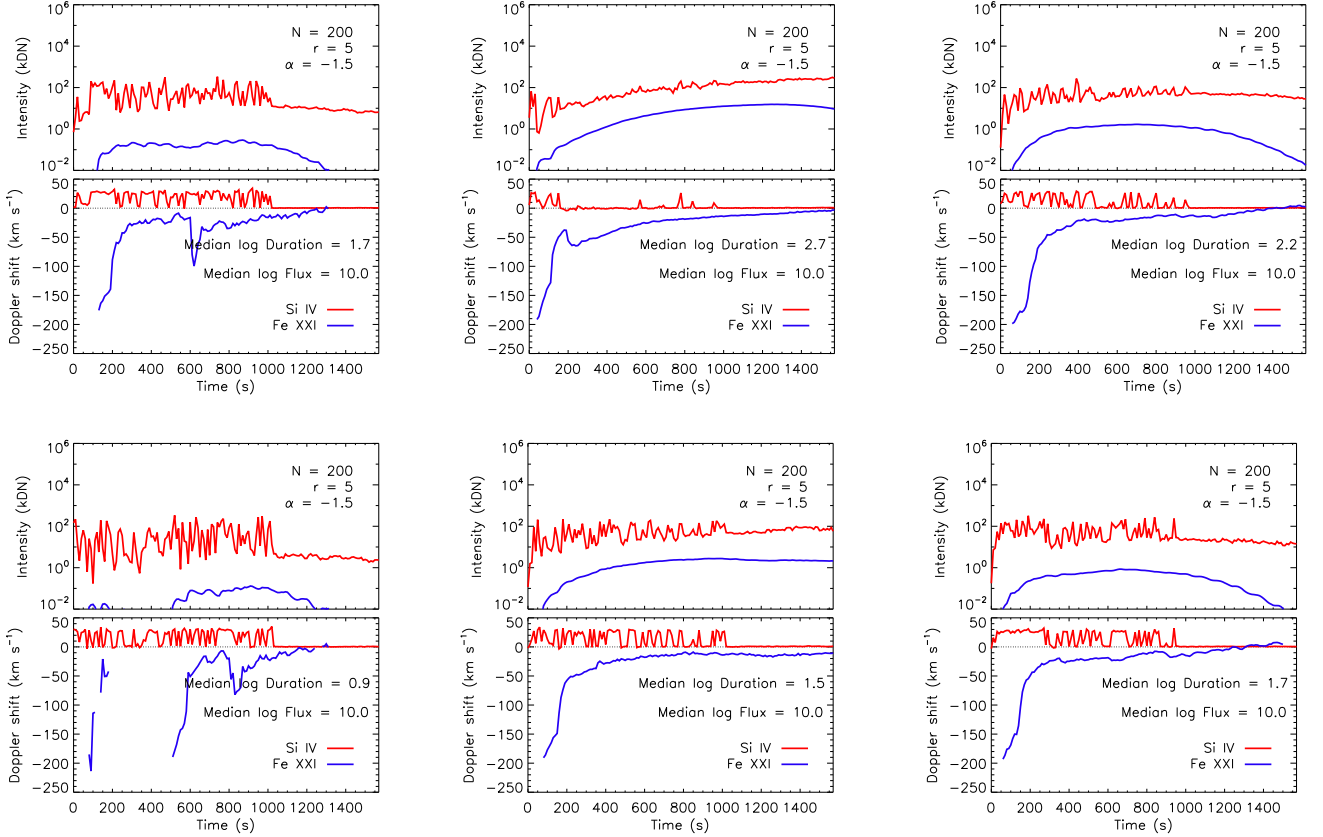 10⁶
10⁴
10²
10⁰
10⁻²
Intensity (kDN)
N = 200
r = 5
α = −1.5
50
0
−50
−100
−150
−200
−250
Doppler shift (km s⁻¹)
Median log Duration = 1.7
Median log Flux = 10.0
Si IV
Fe XXI
0 200 400 600 800 1000 1200 1400
Time (s)
10⁶
10⁴
10²
10⁰
10⁻²
Intensity (kDN)
N = 200
r = 5
α = −1.5
50
0
−50
−100
−150
−200
−250
Doppler shift (km s⁻¹)
Median log Duration = 2.7
Median log Flux = 10.0
Si IV
Fe XXI
0 200 400 600 800 1000 1200 1400
Time (s)
10⁶
10⁴
10²
10⁰
10⁻²
Intensity (kDN)
N = 200
r = 5
α = −1.5
50
0
−50
−100
−150
−200
−250
Doppler shift (km s⁻¹)
Median log Duration = 2.2
Median log Flux = 10.0
Si IV
Fe XXI
0 200 400 600 800 1000 1200 1400
Time (s)
10⁶
10⁴
10²
10⁰
10⁻²
Intensity (kDN)
N = 200
r = 5
α = −1.5
50
0
−50
−100
−150
−200
−250
Doppler shift (km s⁻¹)
Median log Duration = 0.9
Median log Flux = 10.0
Si IV
Fe XXI
0 200 400 600 800 1000 1200 1400
Time (s)
10⁶
10⁴
10²
10⁰
10⁻²
Intensity (kDN)
N = 200
r = 5
α = −1.5
50
0
−50
−100
−150
−200
−250
Doppler shift (km s⁻¹)
Median log Duration = 1.5
Median log Flux = 10.0
Si IV
Fe XXI
0 200 400 600 800 1000 1200 1400
Time (s)
10⁶
10⁴
10²
10⁰
10⁻²
Intensity (kDN)
N = 200
r = 5
α = −1.5
50
0
−50
−100
−150
−200
−250
Doppler shift (km s⁻¹)
Median log Duration = 1.7
Median log Flux = 10.0
Si IV
Fe XXI
0 200 400 600 800 1000 1200 1400
Time (s)